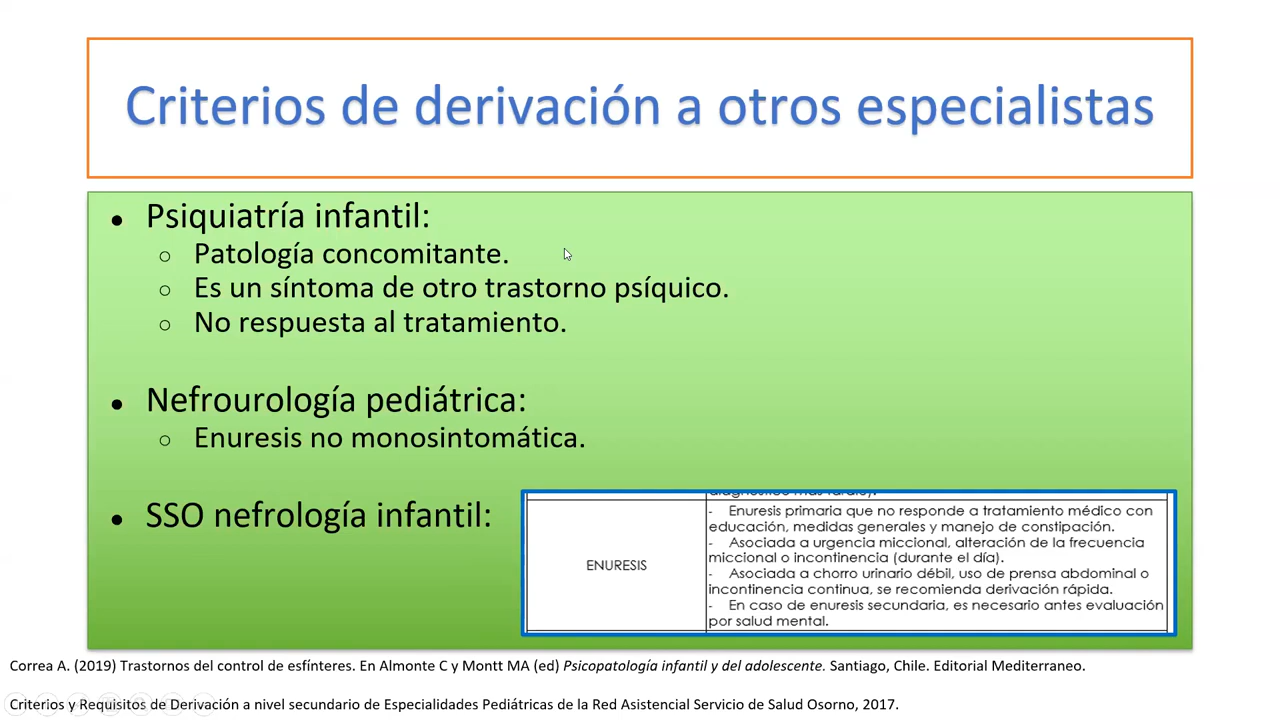 Criterios de derivación a otros especialistas
● Psiquiatría infantil:
○ Patología concomitante.
○ Es un síntoma de otro trastorno psíquico.
○ No respuesta al tratamiento.
● Nefrourología pediátrica:
○ Enuresis no monosintomática.
● SSO nefrología infantil:
ENURESIS
- Enuresis primaria que no responde a tratamiento médico con
educación, medidas generales y manejo de constipación.
- Asociada a urgencia miccional, alteración de la frecuencia
miccional o incontinencia (durante el día).
- Asociada a chorro urinario débil, uso de prensa abdominal o
incontinencia continua, se recomienda derivación rápida.
- En caso de enuresis secundaria, es necesario antes evaluación
por salud mental.
Correa A. (2019) Trastornos del control de esfínteres. En Almonte C y Montt MA (ed) Psicopatología infantil y del adolescente. Santiago, Chile. Editorial Mediterraneo.
Criterios y Requisitos de Derivación a nivel secundario de Especialidades Pediátricas de la Red Asistencial Servicio de Salud Osorno, 2017.